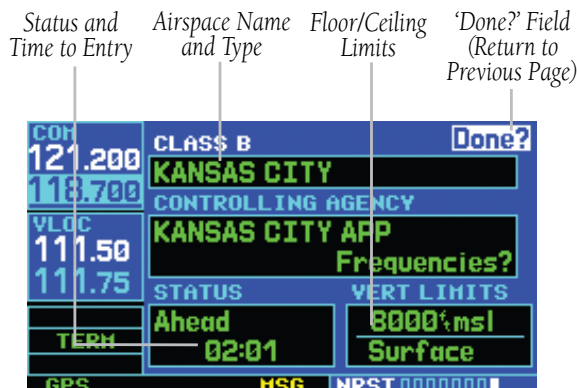 Status and
Time to Entry
Airspace Name
and Type
Floor/Ceiling
Limits
‘Done?’ Field
(Return to
Previous Page)
COM
121.200
118.700
VLOC
111.50
111.75
TERM
CLASS B
Done?
KANSAS CITY
CONTROLLING AGENCY
KANSAS CITY APP
Frequencies?
STATUS
Ahead
02:01
VERT LIMITS
8000ft msl
Surface
GPS MSG NRST